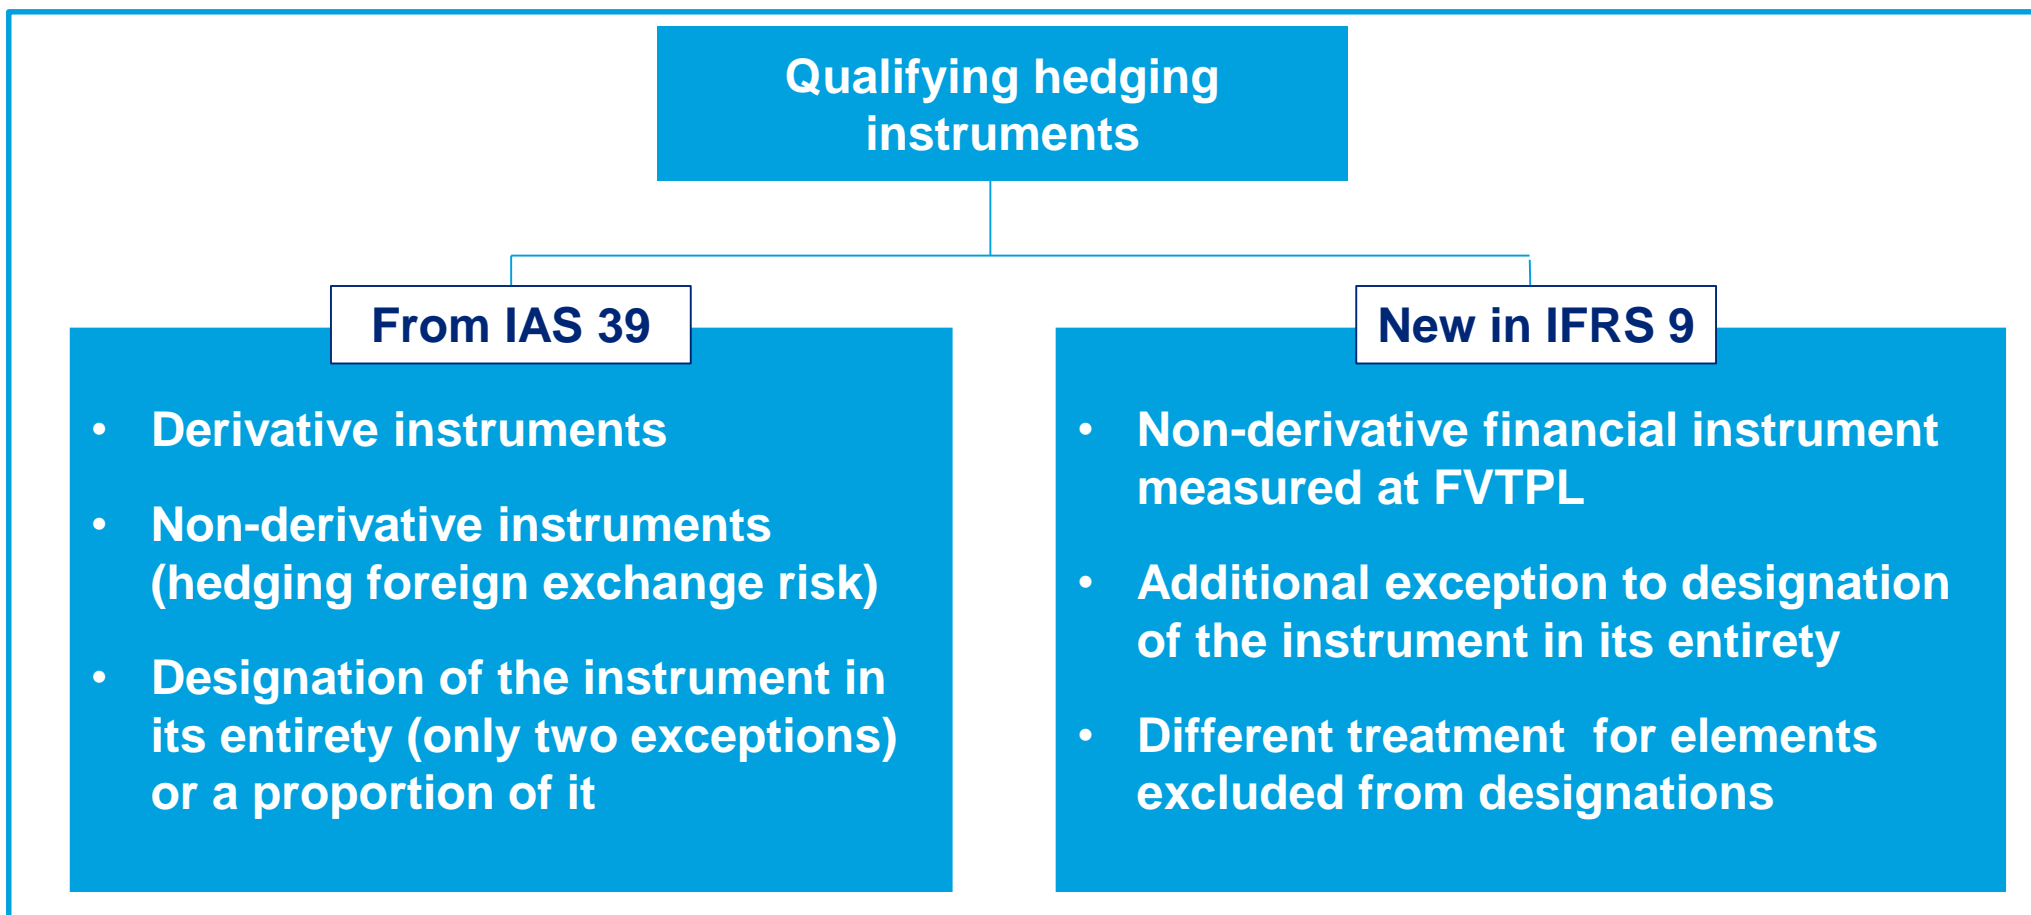 Qualifying hedging
instruments
From IAS 39
• Derivative instruments
• Non-derivative instruments
(hedging foreign exchange risk)
• Designation of the instrument in
its entirety (only two exceptions)
or a proportion of it
New in IFRS 9
• Non-derivative financial instrument
measured at FVTPL
• Additional exception to designation
of the instrument in its entirety
• Different treatment  for elements
excluded from designations